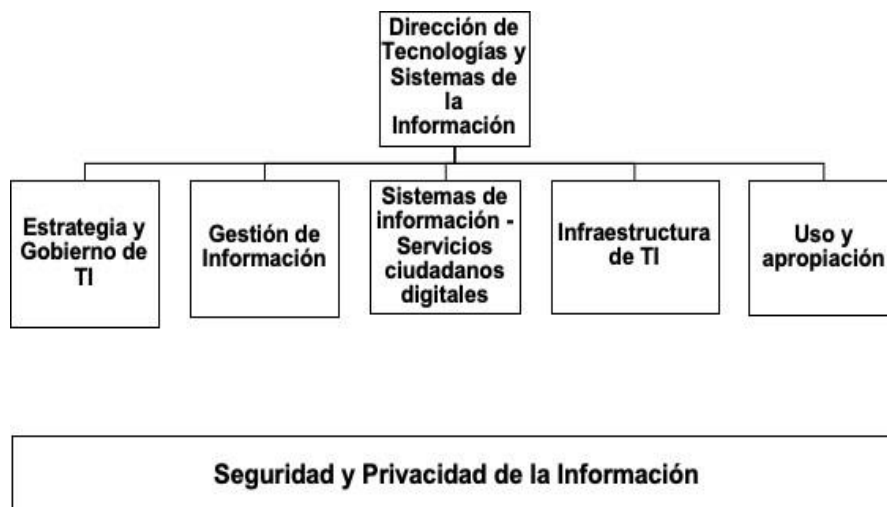 Dirección de
Tecnologías y
Sistemas de
la
Información
Estrategia y
Gobierno de
TI
Gestión de
Información
Sistemas de
información -
Servicios
ciudadanos
digitales
Infraestructura
de TI
Uso y
apropiación
Seguridad y Privacidad de la Información